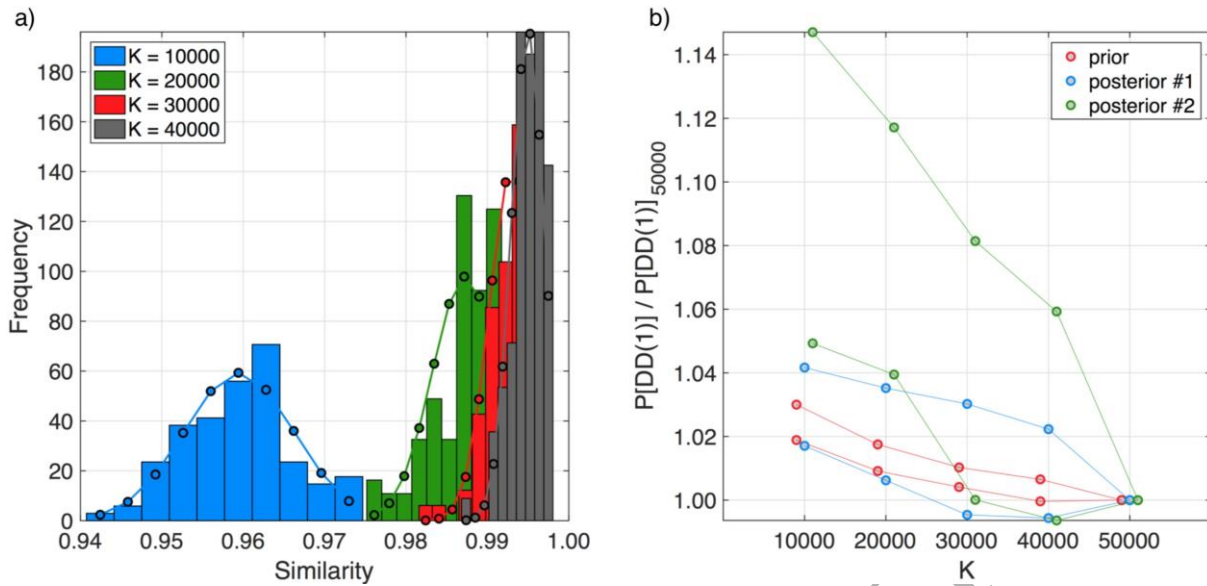 a)
K = 10000
K = 20000
K = 30000
K = 40000
180
160
140
120
100
80
60
40
20
0
Frequency
0.94 0.95 0.96 0.97 0.98 0.99 1.00
Similarity
b)
prior
posterior #1
posterior #2
1.14
1.12
1.10
1.08
1.06
1.04
1.02
1.00
P[DD(1)] / P[DD(1)]50000
10000 20000 30000 40000 50000
K